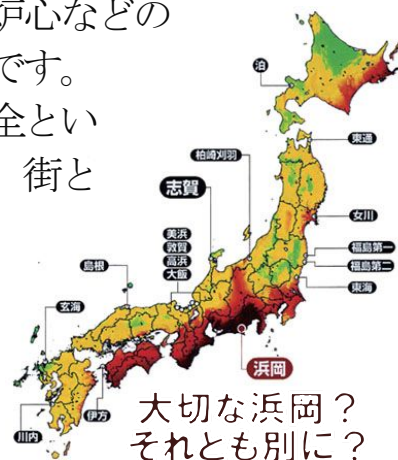 炉心などの
です。
全とい
街と
泊
東通
柏崎刈羽
志賀
女川
美浜
敦賀
高浜
大飯
福島第一
福島第二
島根
東海
玄海
浜岡
伊方
川内
大切な浜岡?
それとも別に?